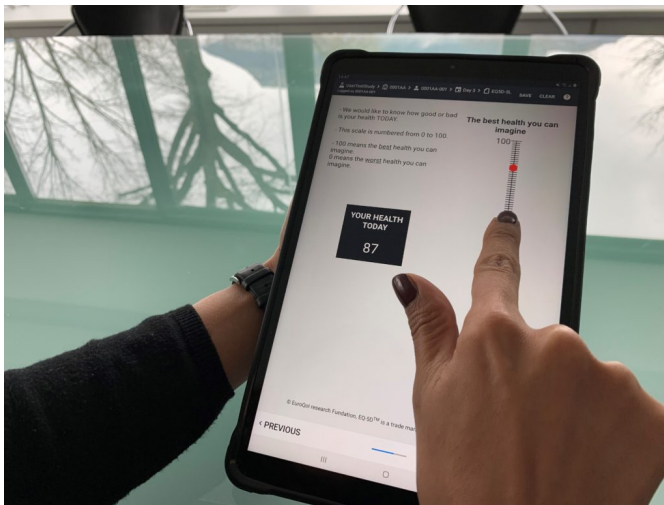 Day 3
SAVE CLEAR
- We would like to know how good or bad
is your health TODAY.
- This scale is numbered from 0 to 100.
- 100 means the best health you can
imagine.
0 means the worst health you can
imagine.
The best health you can
imagine
100
YOUR HEALTH
TODAY
87
© EuroQol research Foundation, EQ-5D™ is a trade
< PREVIOUS